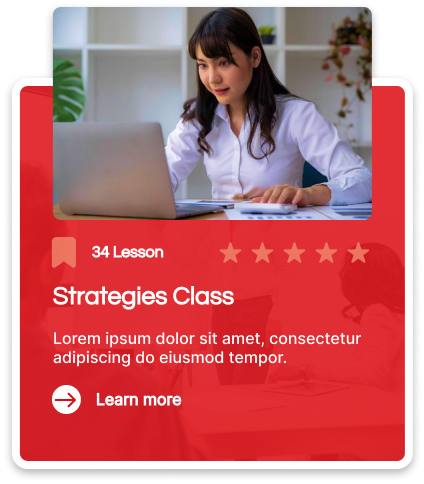 34 Lesson
Strategies Class
Lorem ipsum dolor sit amet, consectetur
adipiscing do eiusmod tempor.
Learn more